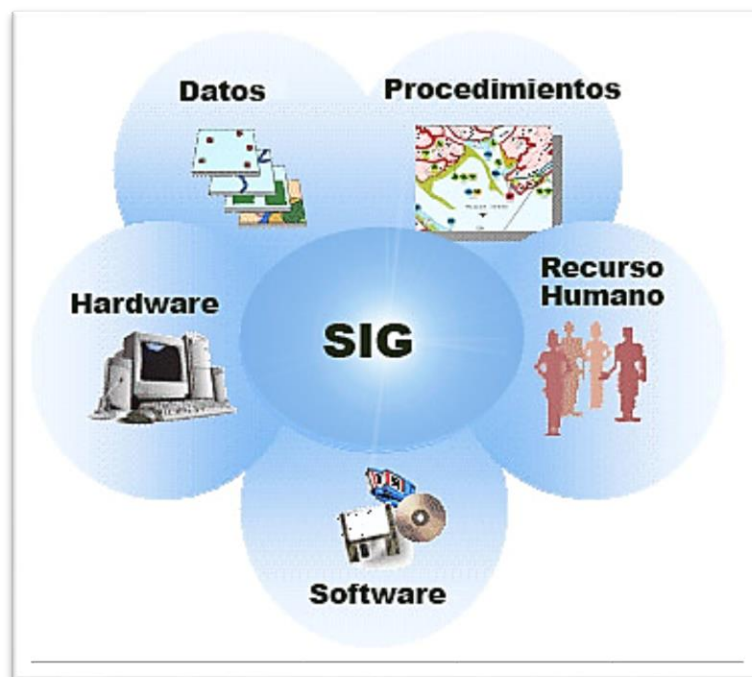 Datos
Procedimientos
Hardware
SIG
Recurso
Humano
Software